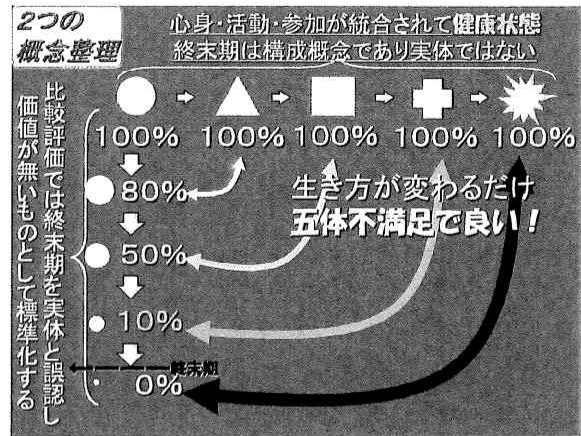 2つの
概念整理
心身・活動・参加が統合されて健康状態
終末期は構成概念であり実体ではない
100% 100% 100% 100% 100%
80%
50%
10%
終末期
0%
生き方が変わるだけ
五体不満足で良い!
比較評価では終末期を実体と誤認し
価値が無いものとして標準化する